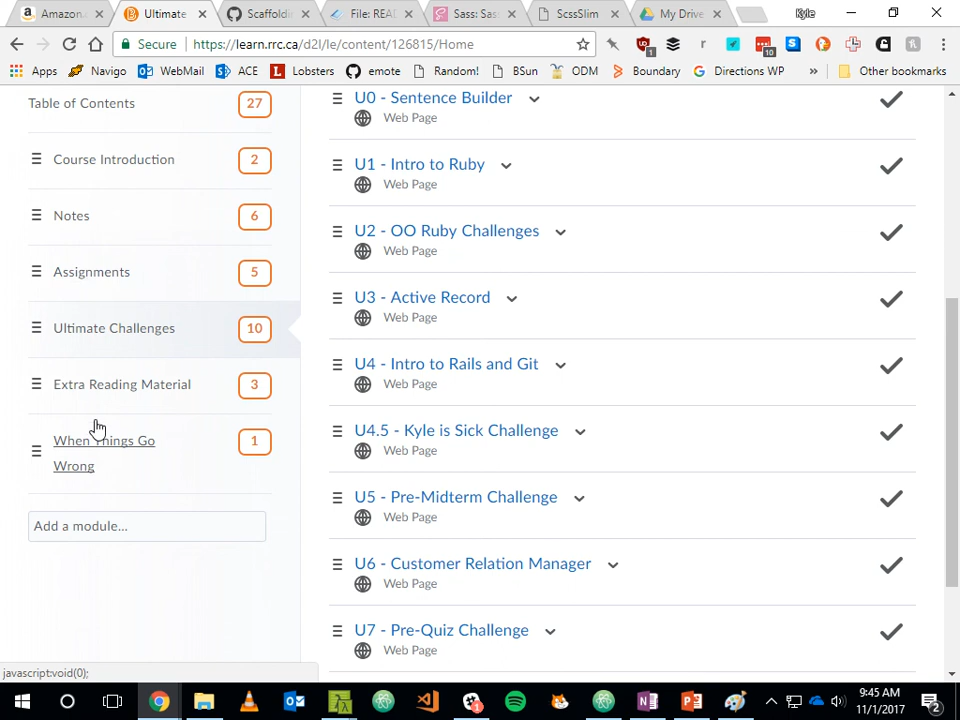 Amazon.
Ultimate
Scaffoldin
File: REA
Sass: Sas
ScssSlim
My Drive
Kyle
Secure
https://learn.rrc.ca/d2l/le/content/126815/Home
1
10
Apps
Navigo
WebMail
ACE
Lobsters
emote
Random!
BSun
ODM
Boundary
Directions WP
»
Other bookmarks
Table of Contents
27
Course Introduction
2
Notes
6
Assignments
5
Ultimate Challenges
10
Extra Reading Material
3
When Things Go
Wrong
1
Add a module...
U0 - Sentence Builder
Web Page
U1 - Intro to Ruby
Web Page
U2 - OO Ruby Challenges
Web Page
U3 - Active Record
Web Page
U4 - Intro to Rails and Git
Web Page
U4.5 - Kyle is Sick Challenge
Web Page
U5 - Pre-Midterm Challenge
Web Page
U6 - Customer Relation Manager
Web Page
U7 - Pre-Quiz Challenge
Web Page
javascript:void(0);
9:45 AM
11/1/2017
2